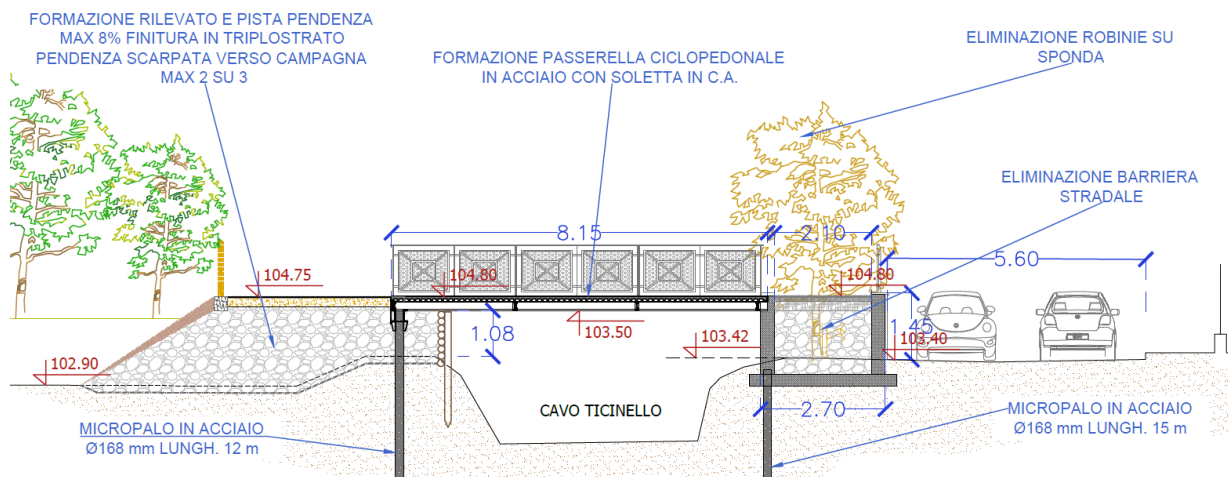 FORMAZIONE RILEVATO E PISTA PENDENZA
MAX 8% FINITURA IN TRIPLOSTRATO
PENDENZA SCARPATA VERSO CAMPAGNA
MAX 2 SU 3
FORMAZIONE PASSERELLA CICLOPEDONALE
IN ACCIAIO CON SOLETTA IN C.A.
ELIMINAZIONE ROBINIE SU
SPONDA
ELIMINAZIONE BARRIERA
STRADALE
8.15
2.10
5.60
104.75
104.80
104.80
1.08
103.50
103.42
1.45
103.40
102.90
CAVO TICINELLO
2.70
MICROPALO IN ACCIAIO
Ø168 mm LUNGH. 12 m
MICROPALO IN ACCIAIO
Ø168 mm LUNGH. 15 m